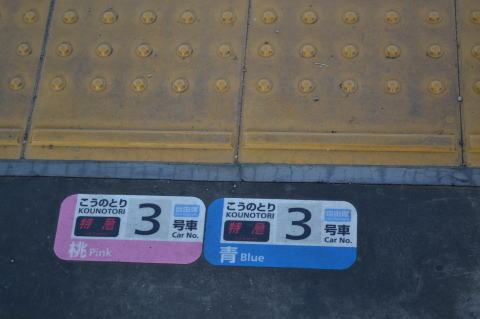 こうのとり
KOUNOTORI
特急
3
自由席
号車
Car No.
桃 Pink
こうのとり
KOUNOTORI
特急
3
自由席
号車
Car No.
青 Blue